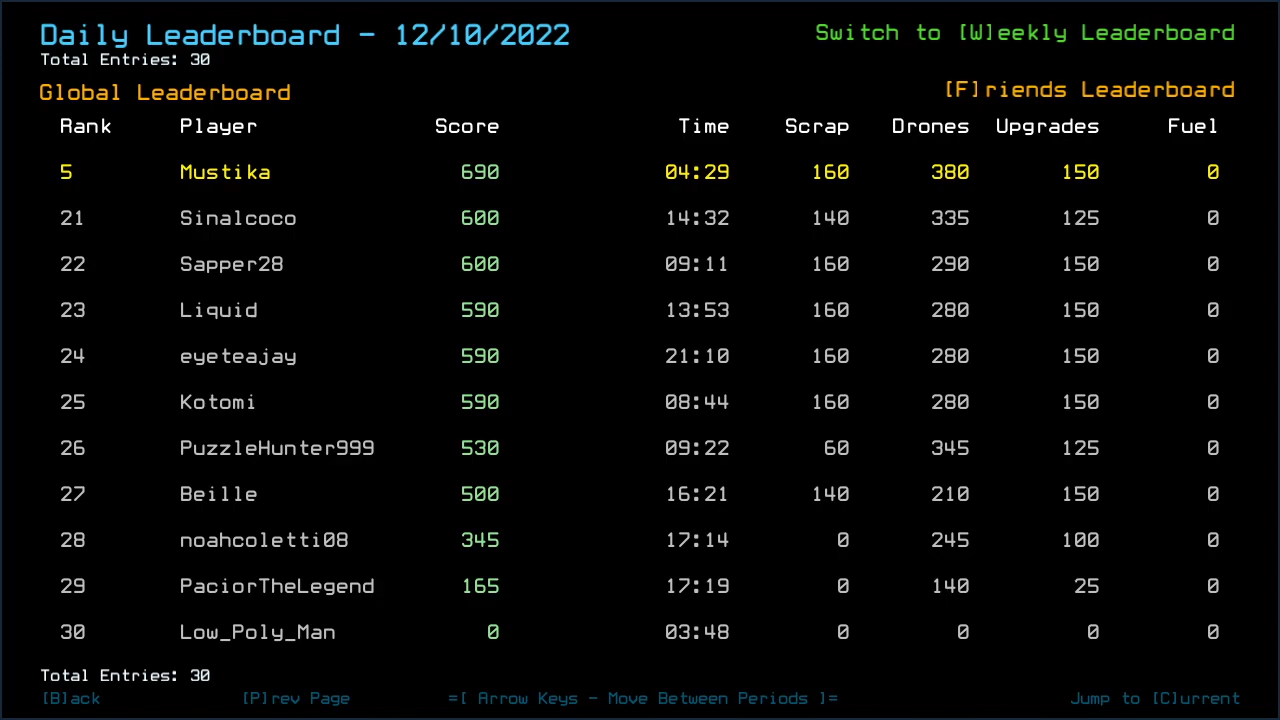 Daily Leaderboard - 12/10/2022
Switch to [W]eekly Leaderboard
Total Entries: 30
Global Leaderboard
[F]riends Leaderboard
Rank Player Score Time Scrap Drones Upgrades Fuel
5 Mustika 690 04:29 160 380 150 0
21 Sinalcoco 600 14:32 140 335 125 0
22 Sapper28 600 09:11 160 290 150 0
23 Liquid 590 13:53 160 280 150 0
24 eyeteajay 590 21:10 160 280 150 0
25 Kotomi 590 08:44 160 280 150 0
26 PuzzleHunter999 530 09:22 60 345 125 0
27 Beille 500 16:21 140 210 150 0
28 noahcoletti08 345 17:14 0 245 100 0
29 PaciorTheLegend 165 17:19 0 140 25 0
30 Low_Poly_Man 0 03:48 0 0 0 0
Total Entries: 30
[B]ack [P]rev Page =[ Arrow Keys - Move Between Periods ]= Jump to [C]urrent